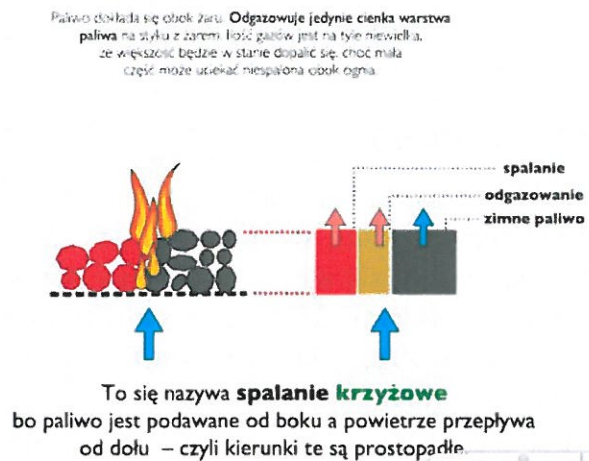 Paliwo dokłada się obok żaru. Odgazowuje jedynie cienka warstwa
paliwa na styku z żarem. Ilość gazów jest na tyle niewielka,
że większość będzie w stanie dopalić się, choć mała
część może uciekać niespalona obok ognia.
spalanie
odgazowanie
zimne paliwo
To się nazywa spalanie krzyżowe
bo paliwo jest podawane od boku a powietrze przepływa
od dołu – czyli kierunki te są prostopadłe